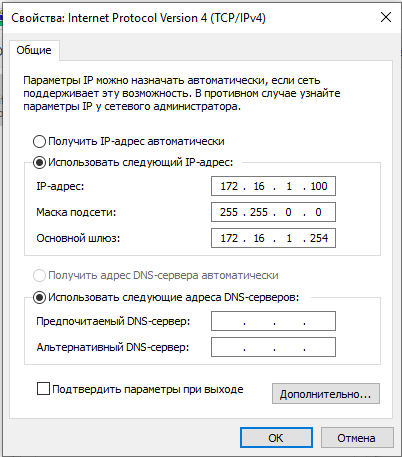 Свойства: Internet Protocol Version 4 (TCP/IPv4)
Общие
Параметры IP можно назначать автоматически, если сеть
поддерживает эту возможность. В противном случае узнайте
параметры IP у сетевого администратора.
Получить IP-адрес автоматически
Использовать следующий IP-адрес:
IP-адрес: 172 . 16 . 1 . 100
Маска подсети: 255 . 255 . 0 . 0
Основной шлюз: 172 . 16 . 1 . 254
Получить адрес DNS-сервера автоматически
Использовать следующие адреса DNS-серверов:
Предпочитаемый DNS-сервер: . . .
Альтернативный DNS-сервер: . . .
Подтвердить параметры при выходе
Дополнительно...
ОК Отмена